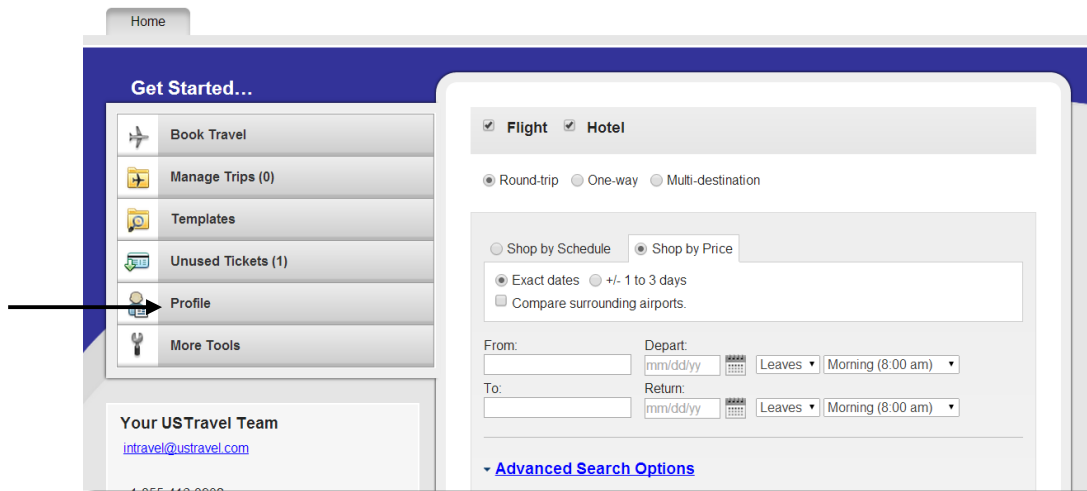 Home
Get Started...
Book Travel
Manage Trips (0)
Templates
Unused Tickets (1)
Profile
More Tools
Your USTravel Team
intravel@ustravel.com
Flight Hotel
Round-trip One-way Multi-destination
Shop by Schedule Shop by Price
Exact dates +/- 1 to 3 days
Compare surrounding airports.
From: Depart:
mm/dd/yy Leaves Morning (8:00 am)
To: Return:
mm/dd/yy Leaves Morning (8:00 am)
Advanced Search Options